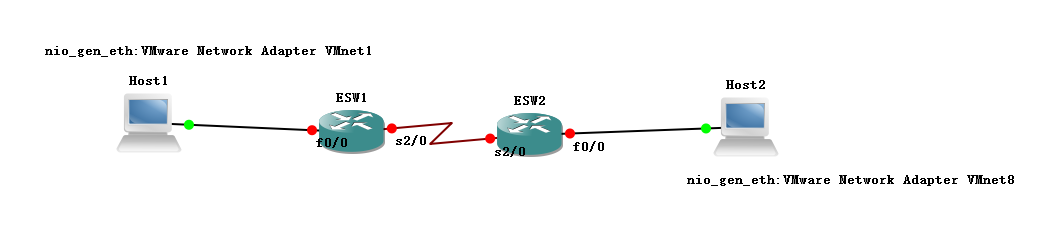 nio_gen_eth:VMware Network Adapter VMnet1
Host1
ESW1
ESW2
Host2
f0/0
s2/0
s2/0
f0/0
nio_gen_eth:VMware Network Adapter VMnet8